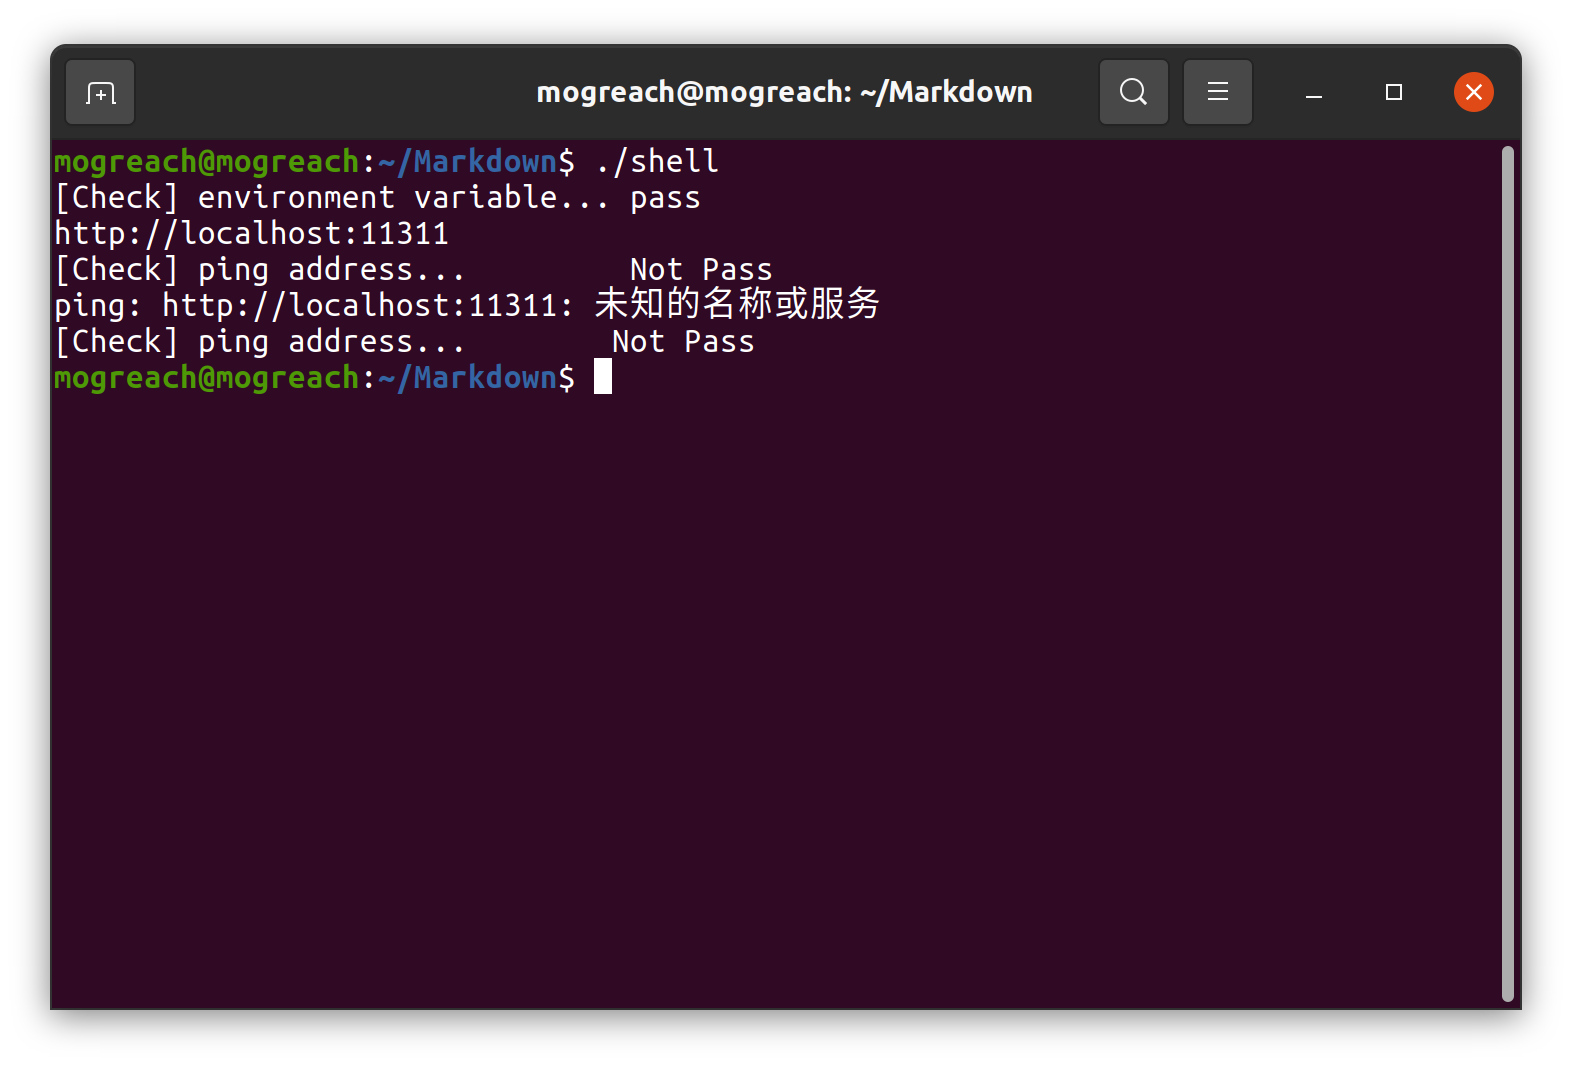 mogreach@mogreach: ~/Markdown
mogreach@mogreach:~/Markdown$ ./shell
[Check] environment variable... pass
http://localhost:11311
[Check] ping address...         Not Pass
ping: http://localhost:11311: 未知的名称或服务
[Check] ping address...        Not Pass
mogreach@mogreach:~/Markdown$